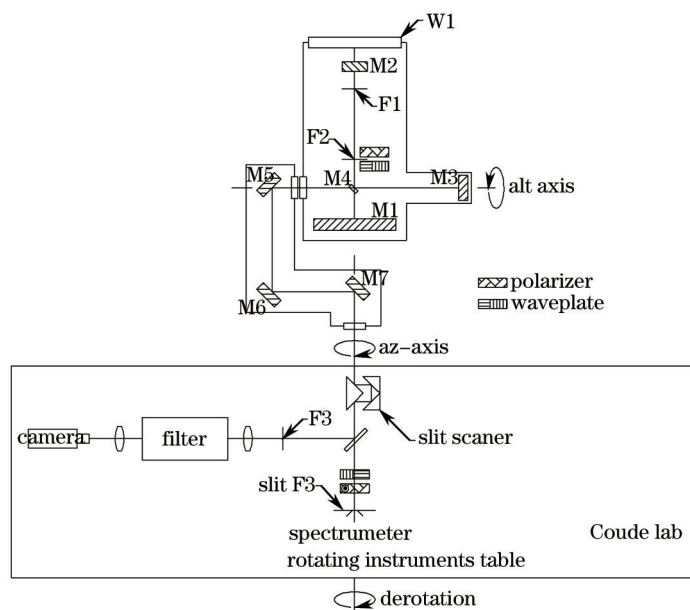 W1
M2
F1
F2
M5
M4
M3
alt axis
M1
M7
polarizer
M6
waveplate
az-axis
F3
camera
filter
slit scaner
slit F3
spectrumeter
Coude lab
rotating instruments table
derotation